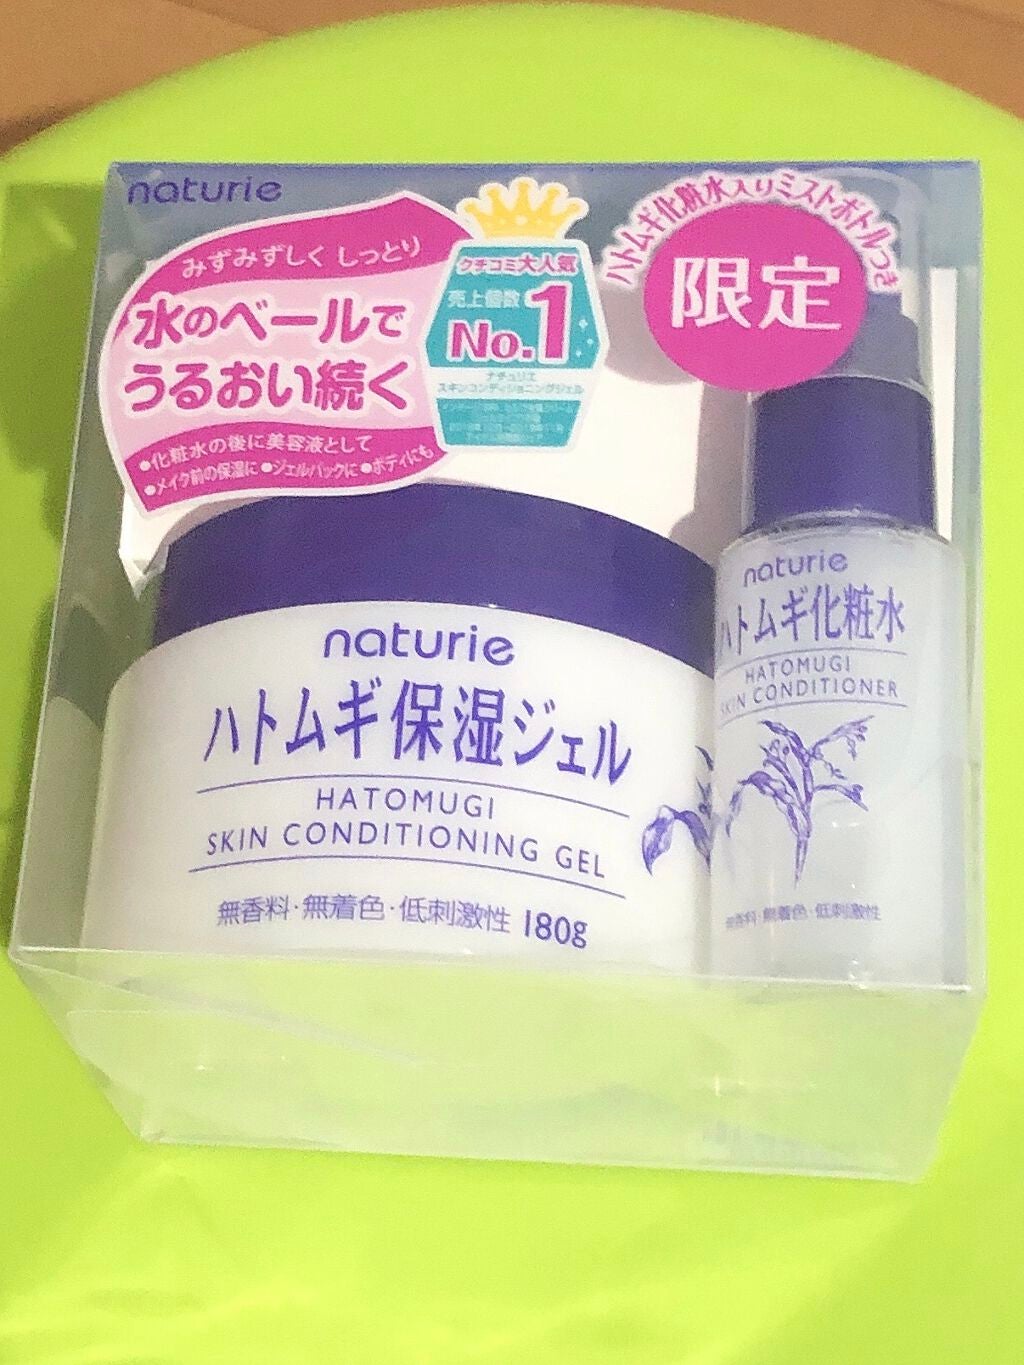 naturie
みずみずしく しっとり
水のベールで
うるおい続く
●化粧水の後に美容液として
●メイク前の保湿に ●ジェルパックに ●ボディにも
クチコミ大人気
売上個数
No.1
ナチュリエ
スキンコンディショニングジェル
ハトムギ化粧水入りミストボトルつき
限定
naturie
ハトムギ保湿ジェル
HATOMUGI
SKIN CONDITIONING GEL
無香料・無着色・低刺激性 180g
naturie
ハトムギ化粧水
HATOMUGI
SKIN CONDITIONER
無香料・無着色・低刺激性